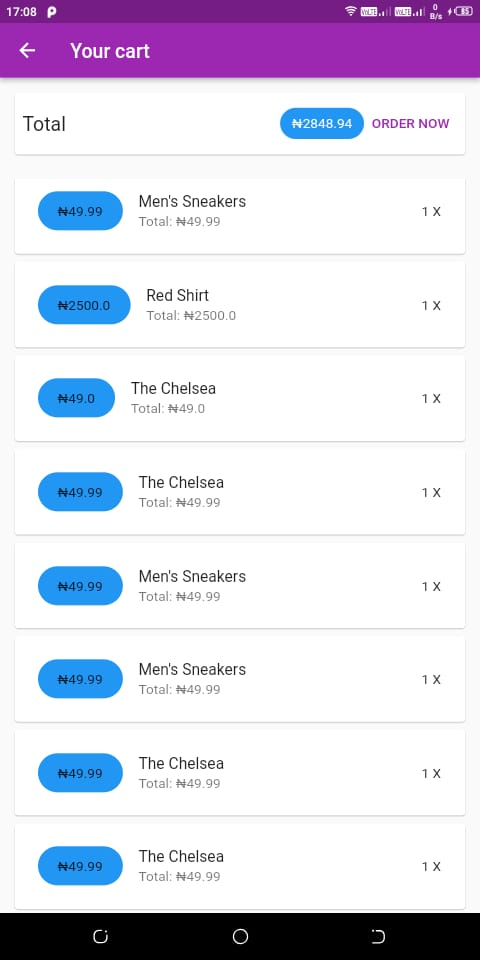 17:08 VoLTE VoLTE 0 B/s 85
Your cart
Total ₦2848.94 ORDER NOW
₦49.99 Men's Sneakers 1 X
Total: ₦49.99
₦2500.0 Red Shirt 1 X
Total: ₦2500.0
₦49.0 The Chelsea 1 X
Total: ₦49.0
₦49.99 The Chelsea 1 X
Total: ₦49.99
₦49.99 Men's Sneakers 1 X
Total: ₦49.99
₦49.99 Men's Sneakers 1 X
Total: ₦49.99
₦49.99 The Chelsea 1 X
Total: ₦49.99
₦49.99 The Chelsea 1 X
Total: ₦49.99